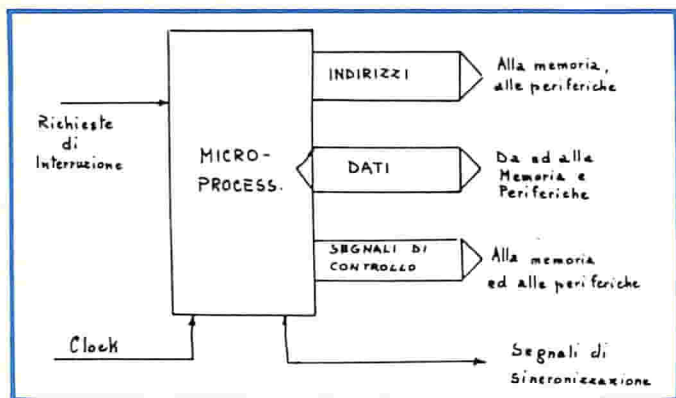 INDIRIZZI
Alla memoria,
alle periferiche
Richieste
di
Interruzione
MICRO-
PROCESS.
DATI
Da ed alla
Memoria e
Periferiche
SEGNALI DI
CONTROLLO
Alla memoria
ed alle periferiche
Clock
Segnali di
sincronizzazione